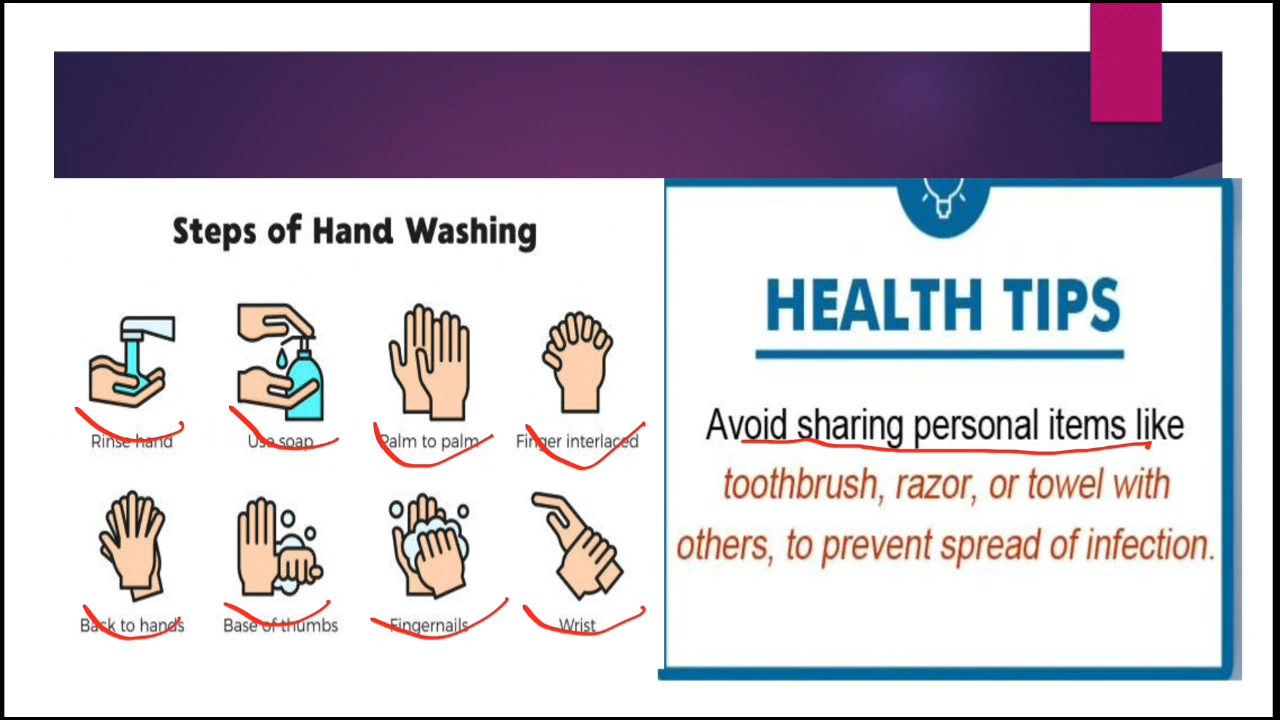 Steps of Hand Washing
Rinse hand
Use soap
Palm to palm
Finger interlaced
Back to hands
Base of thumbs
Fingernails
Wrist
HEALTH TIPS
Avoid sharing personal items like
toothbrush, razor, or towel with
others, to prevent spread of infection.